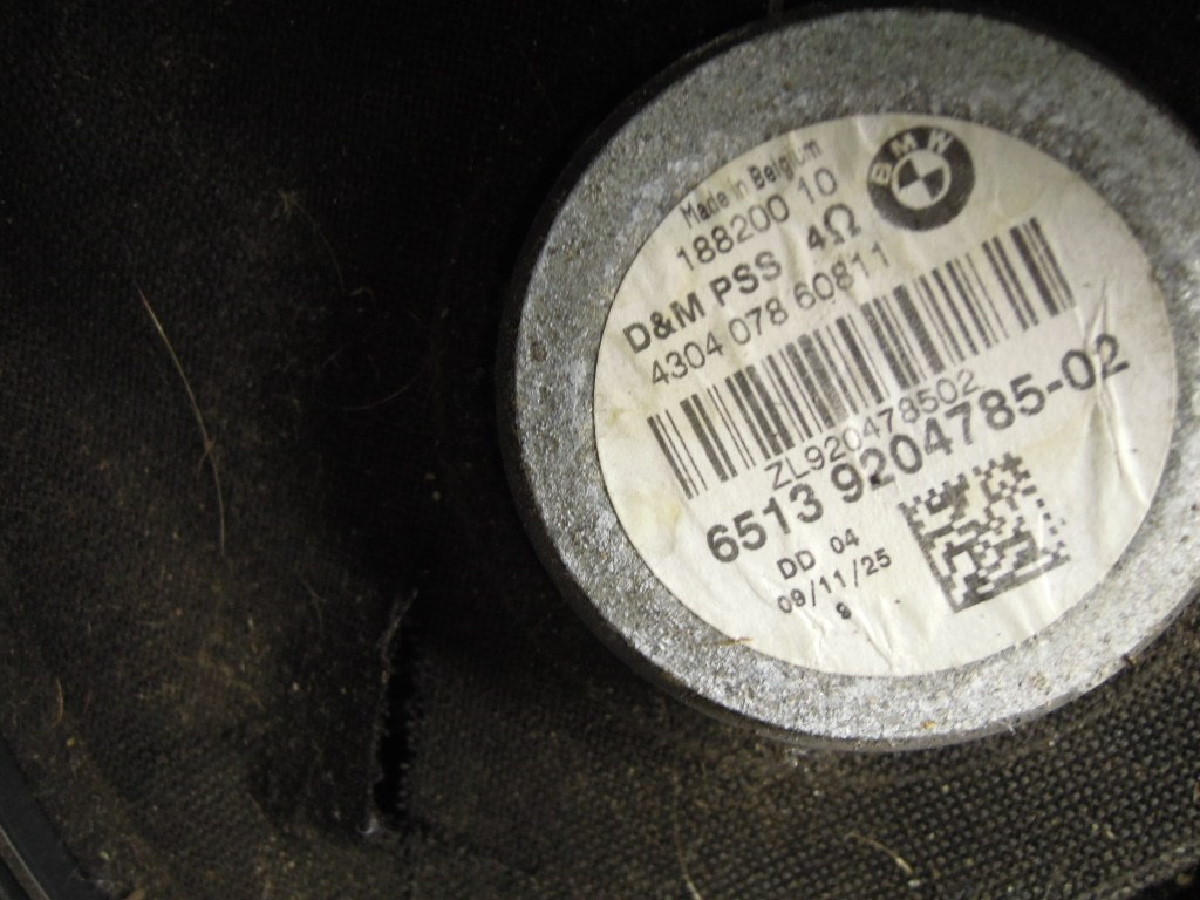 BMW
Made in Belgium
188200 10
D&M PSS 4Ω
4304 078 60811
ZL920478502
6513 9204785-02
DD 04
09/11/25
8